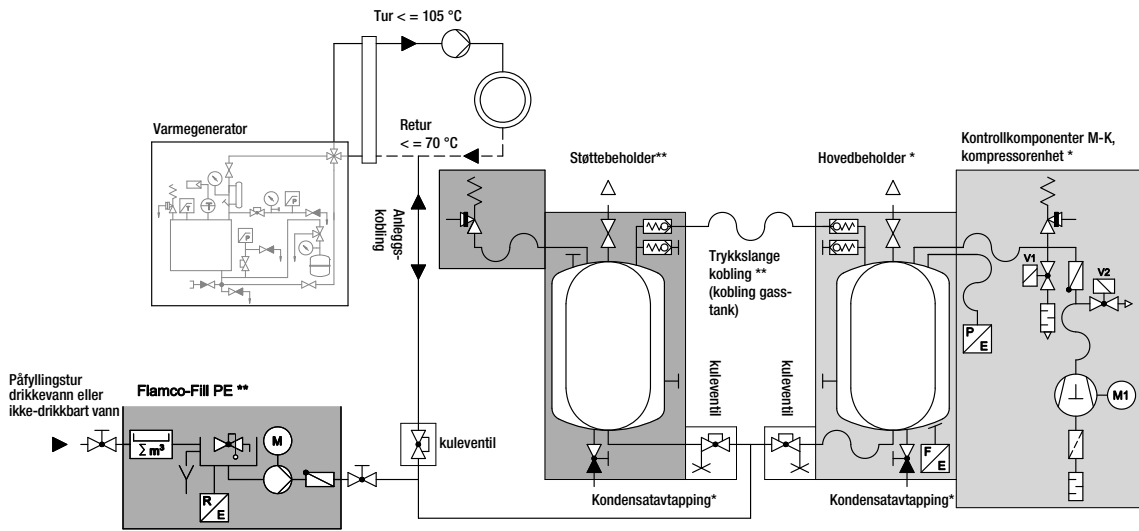 Tur < = 105 °C
Varmegenerator
Retur
< = 70 °C
Støttebeholder**
Hovedbeholder *
Kontrollkomponenter M-K,
kompressorenhet *
Anleggs-
kobling
Trykkslange
kobling **
(kobling gass-
tank)
T
P
P
V1
V2
P
E
M1
kuleventil
kuleventil
Påfyllingstur
drikkevann eller
ikke-drikkbart vann
Flamco-Fill PE **
kuleventil
∑ m³
M
R
E
F
E
Kondensatavtapping*
Kondensatavtapping*